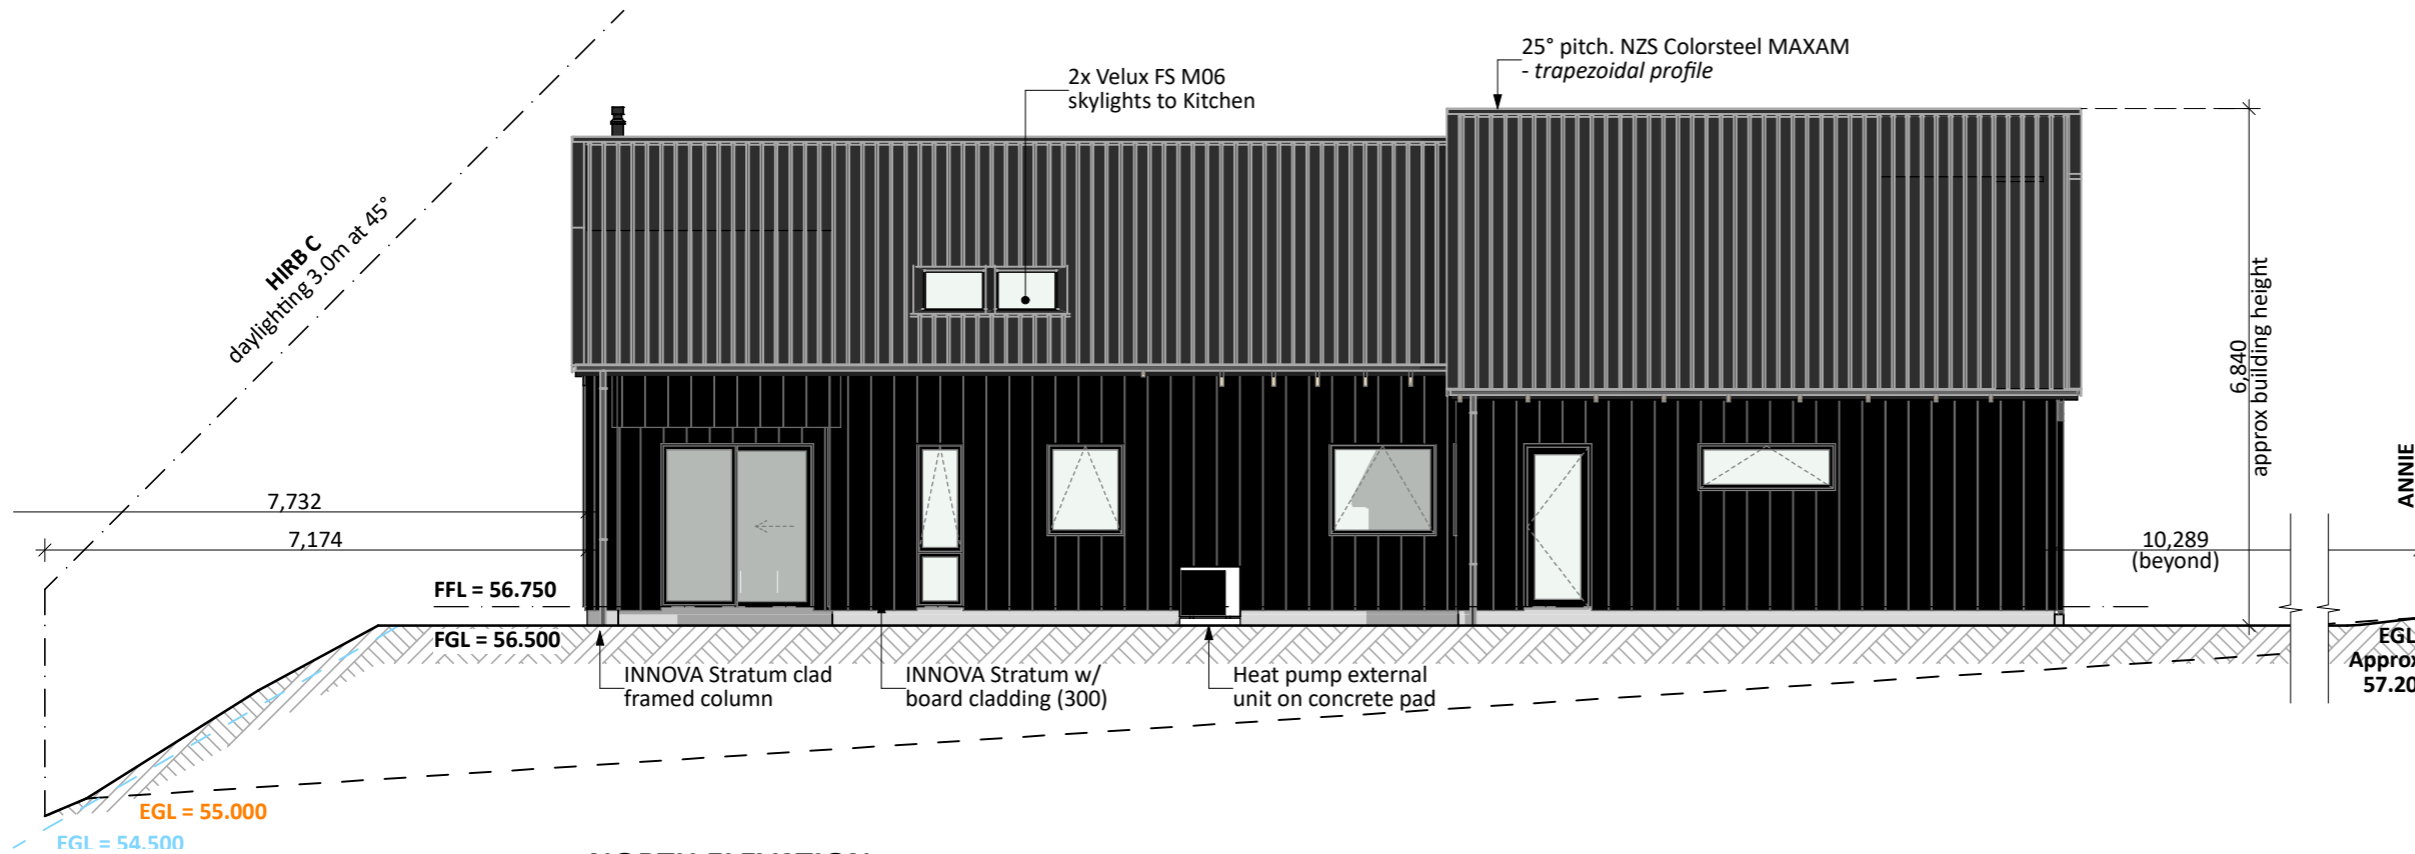 25° pitch. NZS Colorsteel MAXAM
- trapezoidal profile
2x Velux FS M06
skylights to Kitchen
HIRB C
daylighting 3.0m at 45°
6,840
approx building height
ANNIE
7,732
7,174
10,289
(beyond)
FFL = 56.750
FGL = 56.500
EGL
Approx
57.20
INNOVA Stratum clad
framed column
INNOVA Stratum w/
board cladding (300)
Heat pump external
unit on concrete pad
EGL = 55.000
EGL = 54.500
NORTH ELEVATION